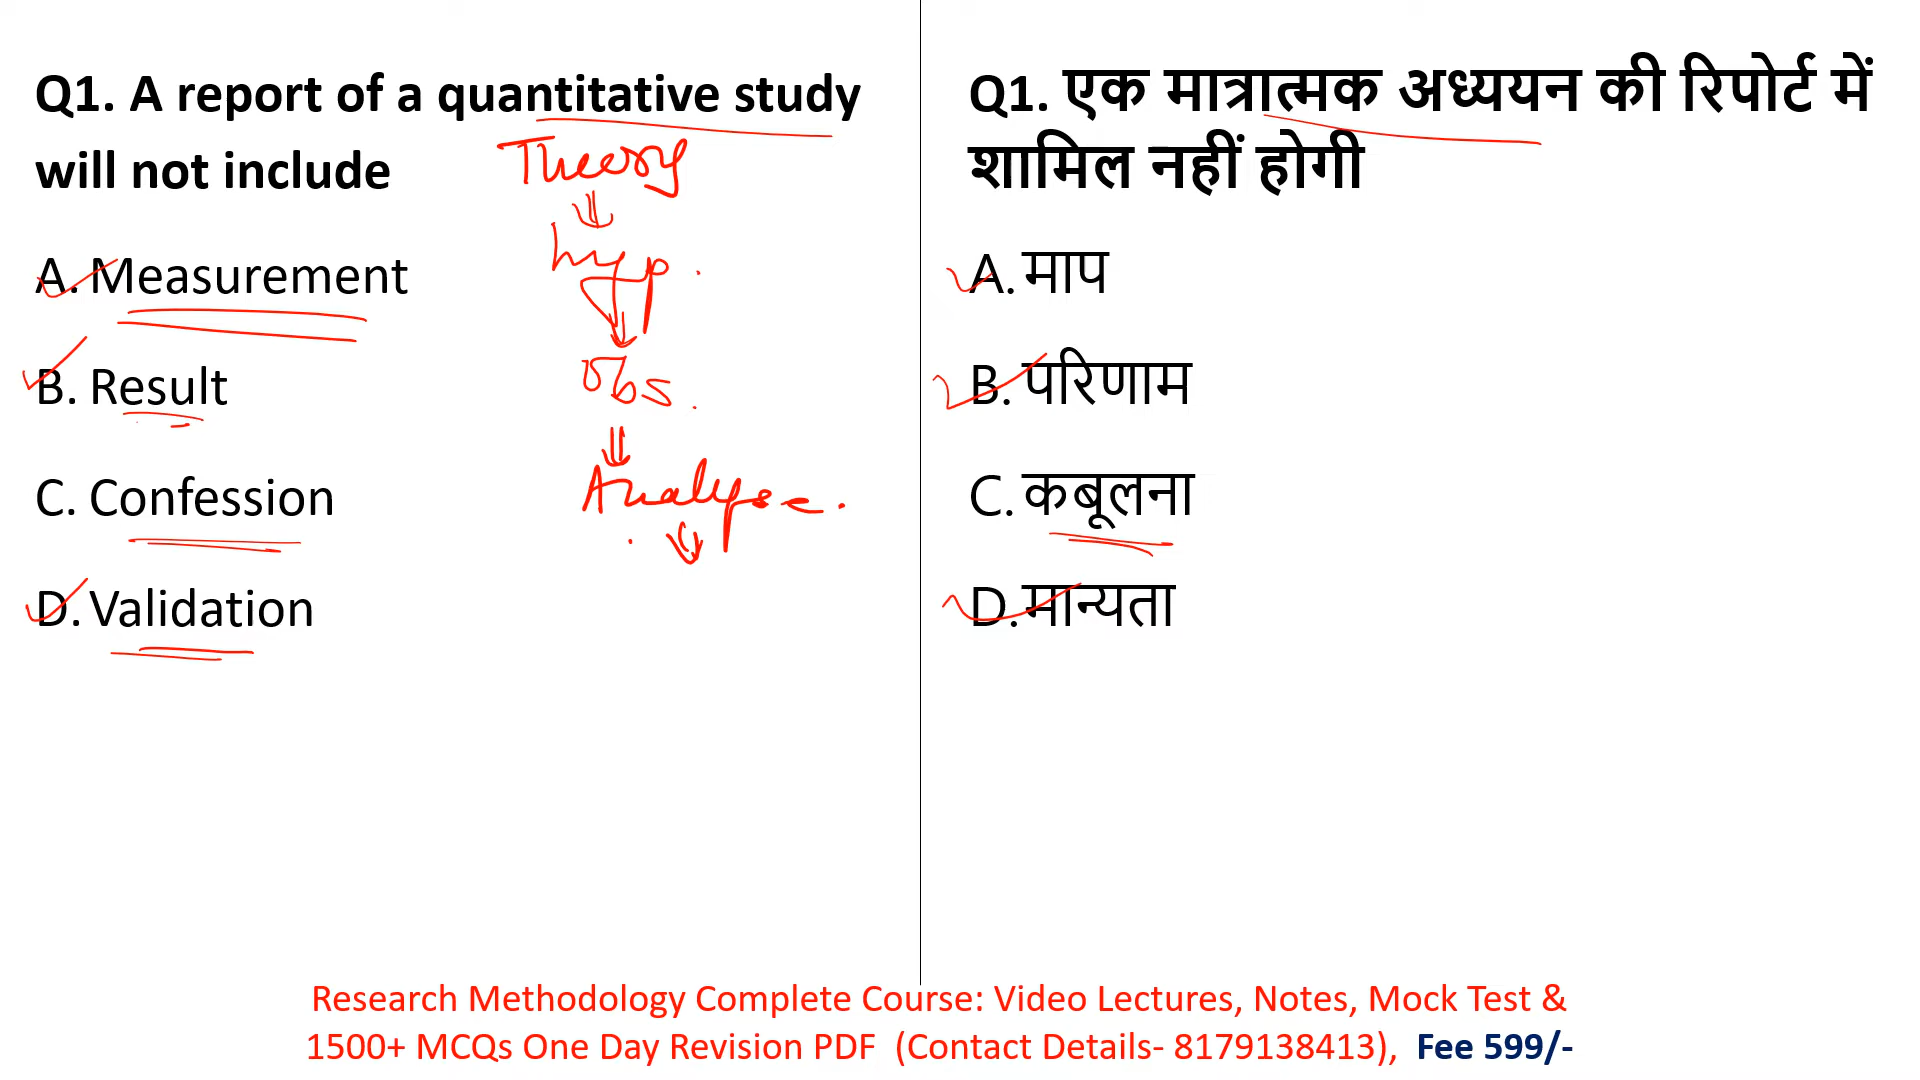 Q1. A report of a quantitative study
will not include
Theory
hyp.
obs.
Analyse.
A. Measurement
B. Result
C. Confession
D. Validation
Q1. एक मात्रात्मक अध्ययन की रिपोर्ट में
शामिल नहीं होगी
A. माप
B. परिणाम
C. कबूलना
D. मान्यता
Research Methodology Complete Course: Video Lectures, Notes, Mock Test &
1500+ MCQs One Day Revision PDF (Contact Details- 8179138413), Fee 599/-